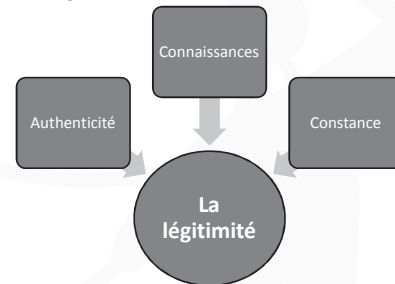 Connaissances
Authenticité
Constance
La
légitimité